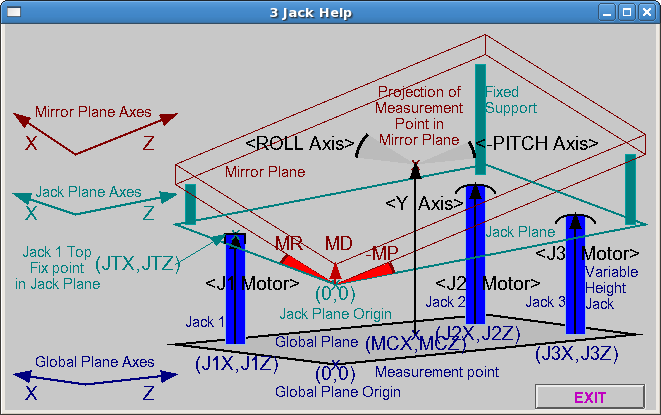 3 Jack Help
Mirror Plane Axes
X Z
Projection of
Measurement
Point in
Mirror Plane
Fixed
Support
<ROLL Axis>
<-PITCH Axis>
Mirror Plane
Jack Plane Axes
X Z
<Y Axis>
Jack Plane
Jack 1 Top
Fix point
in Jack Plane
(JTX,JTZ)
MR MD -MP
<J1 Motor>
<J2 Motor>
<J3 Motor>
Variable
Height
Jack
(0,0)
Jack Plane Origin
Jack 1
Jack 2
Jack 3
Global Plane
(MCX,MCZ)
(J2X,J2Z)
(J1X,J1Z)
(J3X,J3Z)
Global Plane Axes
X Z
(0,0)
Measurement point
Global Plane Origin
EXIT